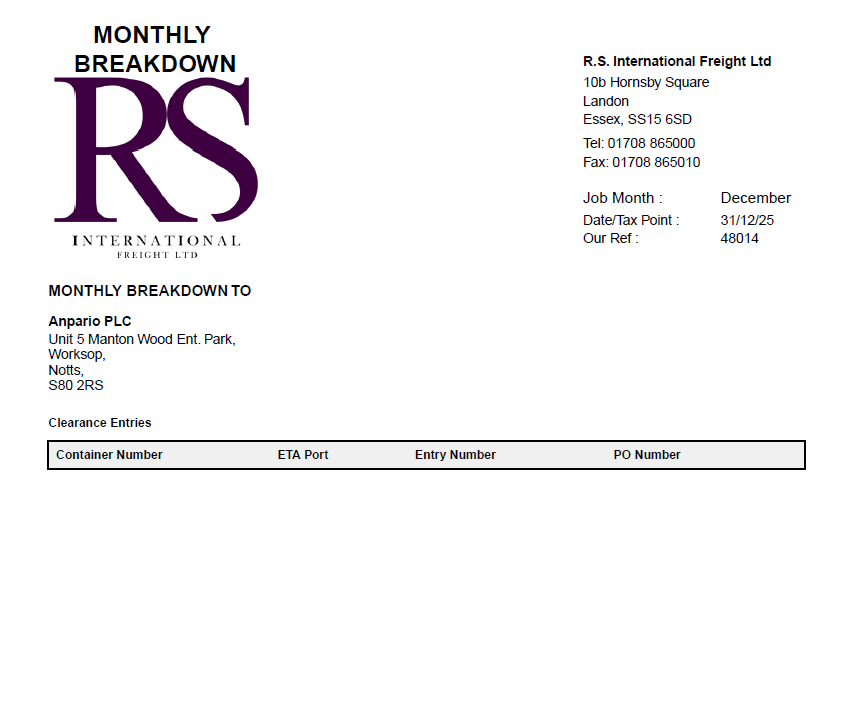 MONTHLY
BREAKDOWN
RS
INTERNATIONAL
FREIGHT LTD
R.S. International Freight Ltd
10b Hornsby Square
Landon
Essex, SS15 6SD
Tel: 01708 865000
Fax: 01708 865010
Job Month : December
Date/Tax Point : 31/12/25
Our Ref : 48014
MONTHLY BREAKDOWN TO
Anpario PLC
Unit 5 Manton Wood Ent. Park,
Worksop,
Notts,
S80 2RS
Clearance Entries
Container Number ETA Port Entry Number PO Number